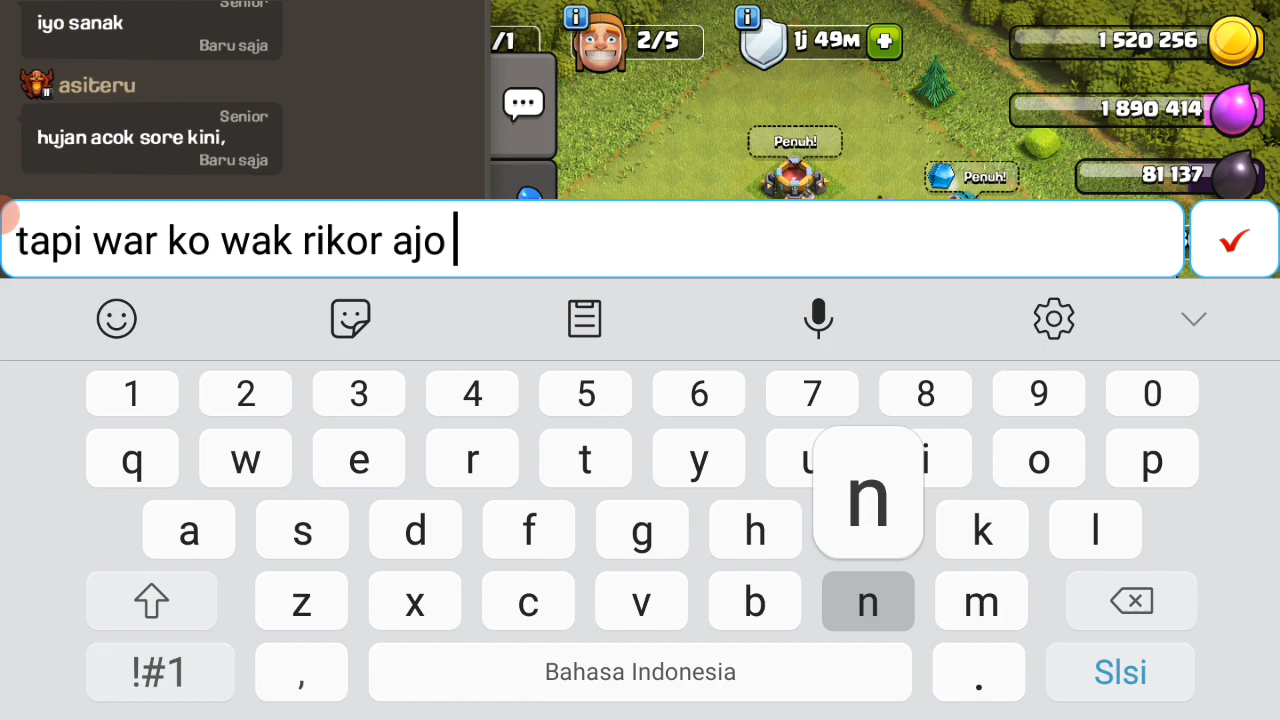 Senior
iyo sanak
Baru saja
asiteru
Senior
hujan acok sore kini,
Baru saja
/1
2/5
1j 49M
1 520 256
1 890 414
81 137
Penuh!
Penuh!
tapi war ko wak rikor ajo
1 2 3 4 5 6 7 8 9 0
q w e r t y u i o p
n
a s d f g h k l
z x c v b n m
!#1 , Bahasa Indonesia . Slsi